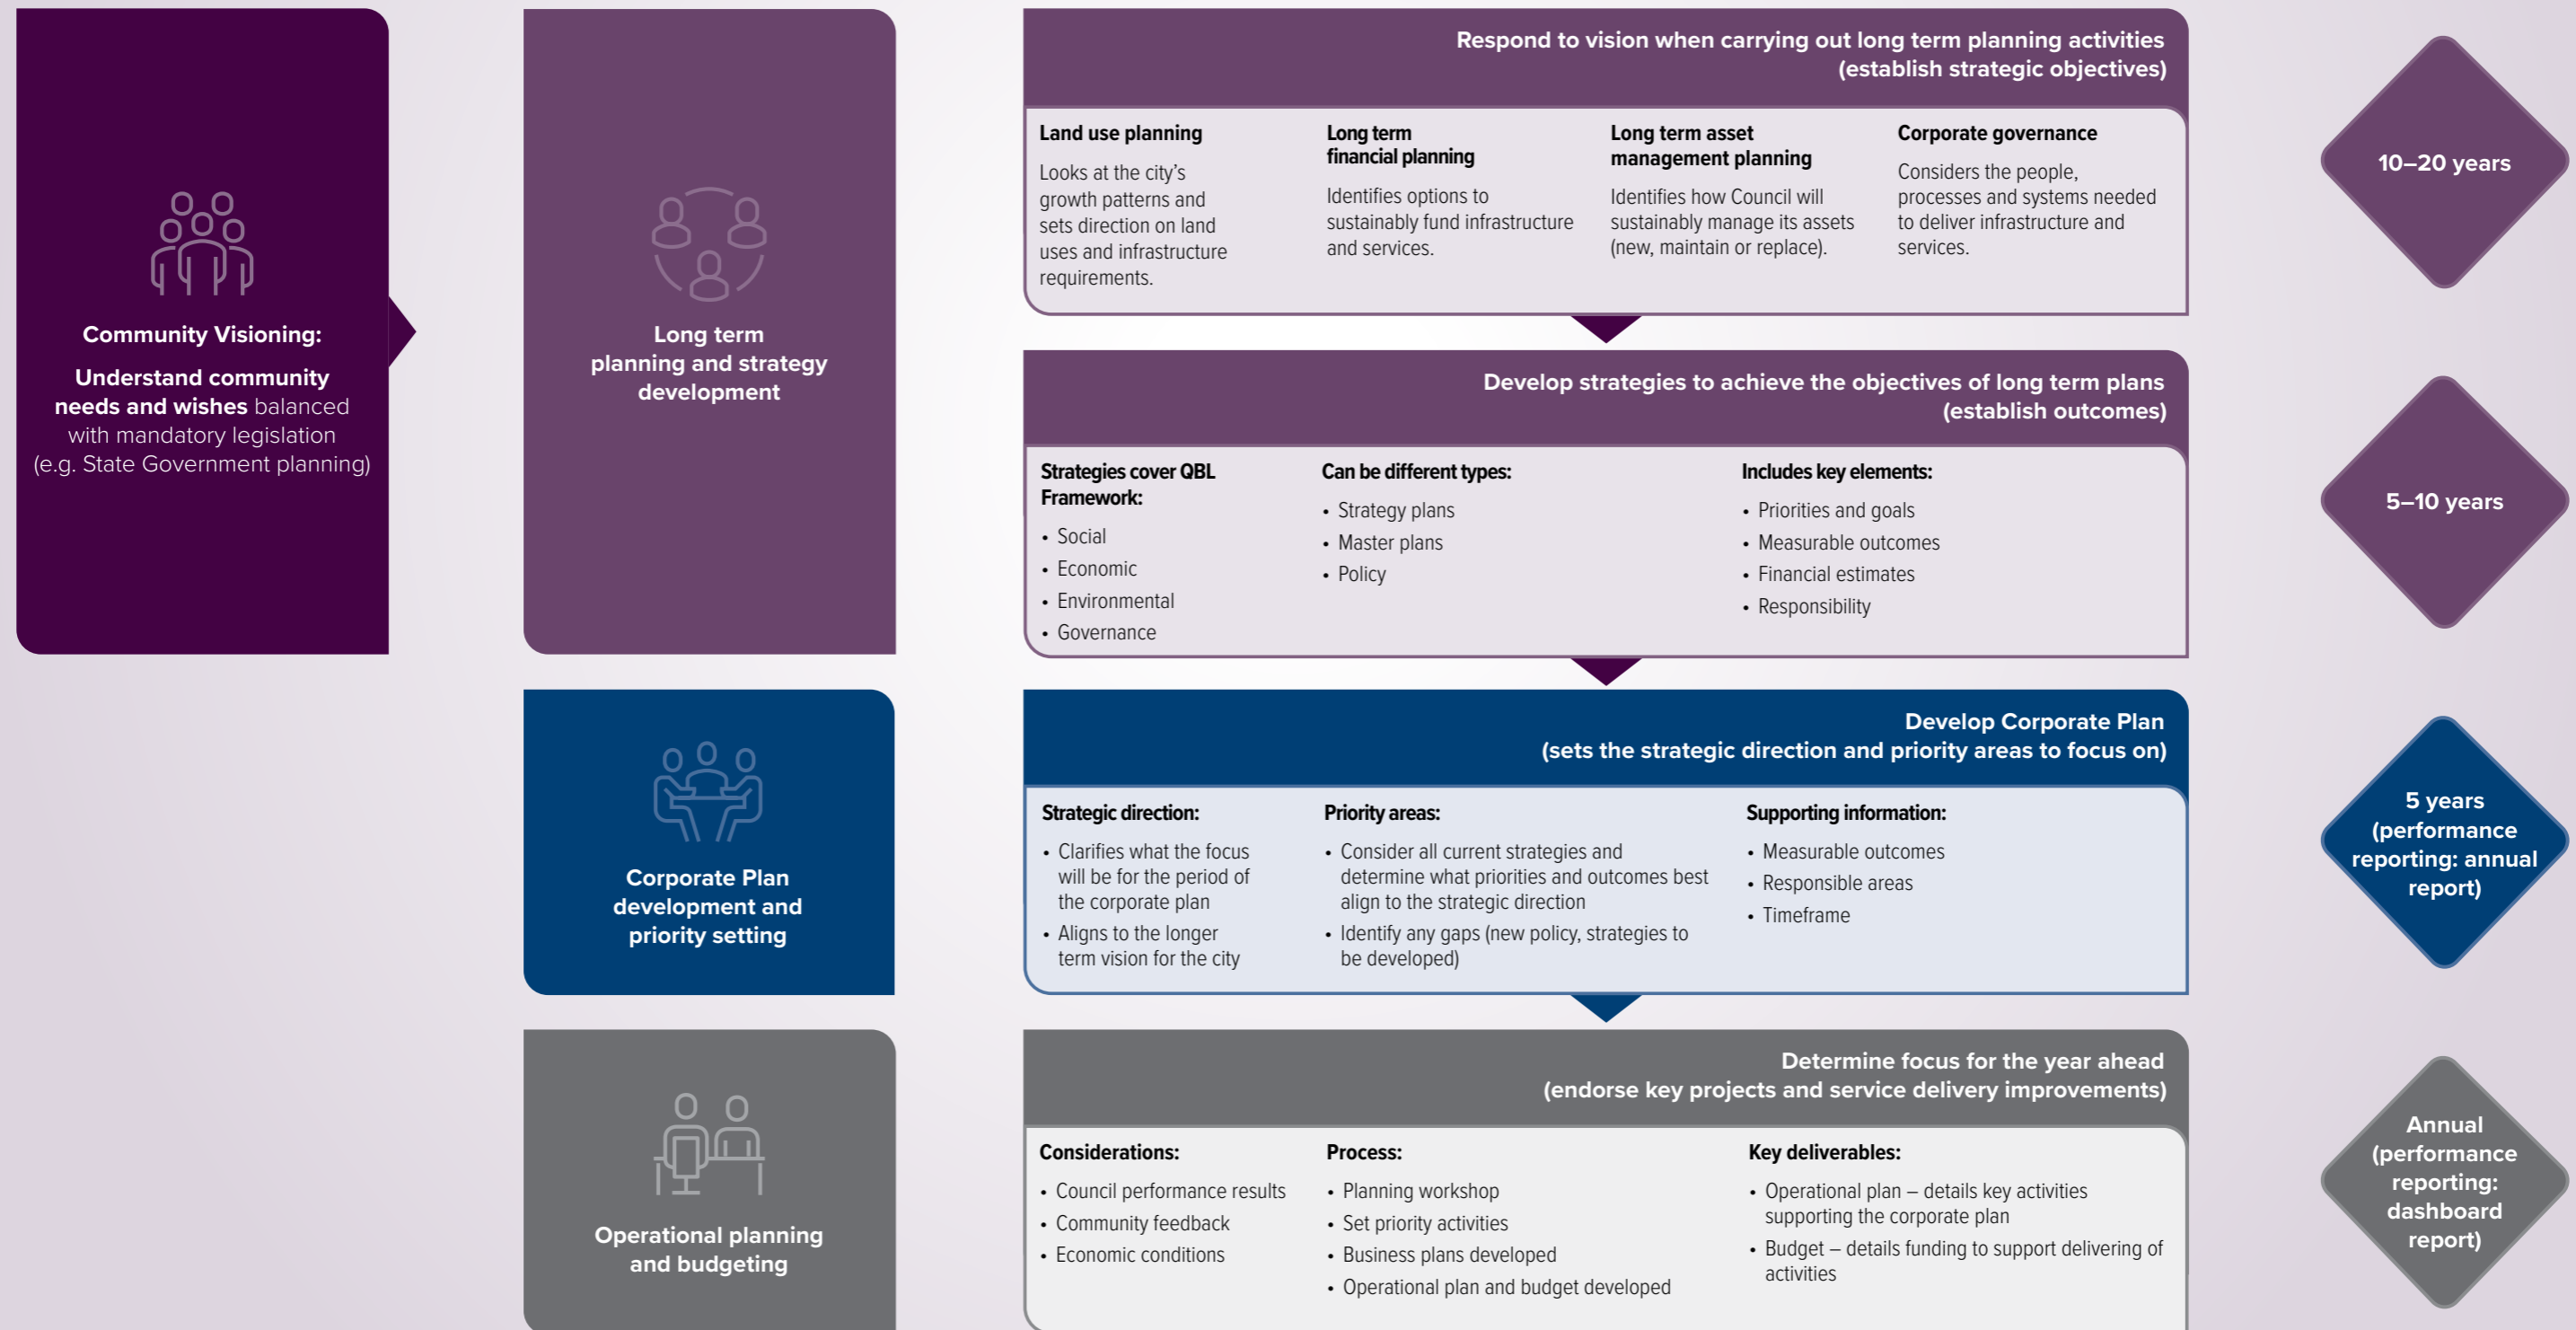 Community Visioning:
Understand community
needs and wishes balanced
with mandatory legislation
(e.g. State Government planning)
Long term
planning and strategy
development
Respond to vision when carrying out long term planning activities
(establish strategic objectives)
Land use planning
Looks at the city’s
growth patterns and
sets direction on land
uses and infrastructure
requirements.
Long term
financial planning
Identifies options to
sustainably fund infrastructure
and services.
Long term asset
management planning
Identifies how Council will
sustainably manage its assets
(new, maintain or replace).
Corporate governance
Considers the people,
processes and systems needed
to deliver infrastructure and
services.
10–20 years
Develop strategies to achieve the objectives of long term plans
(establish outcomes)
Strategies cover QBL
Framework:
• Social
• Economic
• Environmental
• Governance
Can be different types:
• Strategy plans
• Master plans
• Policy
Includes key elements:
• Priorities and goals
• Measurable outcomes
• Financial estimates
• Responsibility
5–10 years
Corporate Plan
development and
priority setting
Develop Corporate Plan
(sets the strategic direction and priority areas to focus on)
Strategic direction:
• Clarifies what the focus
will be for the period of
the corporate plan
• Aligns to the longer
term vision for the city
Priority areas:
• Consider all current strategies and
determine what priorities and outcomes best
align to the strategic direction
• Identify any gaps (new policy, strategies to
be developed)
Supporting information:
• Measurable outcomes
• Responsible areas
• Timeframe
5 years
(performance
reporting: annual
report)
Operational planning
and budgeting
Determine focus for the year ahead
(endorse key projects and service delivery improvements)
Considerations:
• Council performance results
• Community feedback
• Economic conditions
Process:
• Planning workshop
• Set priority activities
• Business plans developed
• Operational plan and budget developed
Key deliverables:
• Operational plan – details key activities
supporting the corporate plan
• Budget – details funding to support delivering of
activities
Annual
(performance
reporting:
dashboard
report)